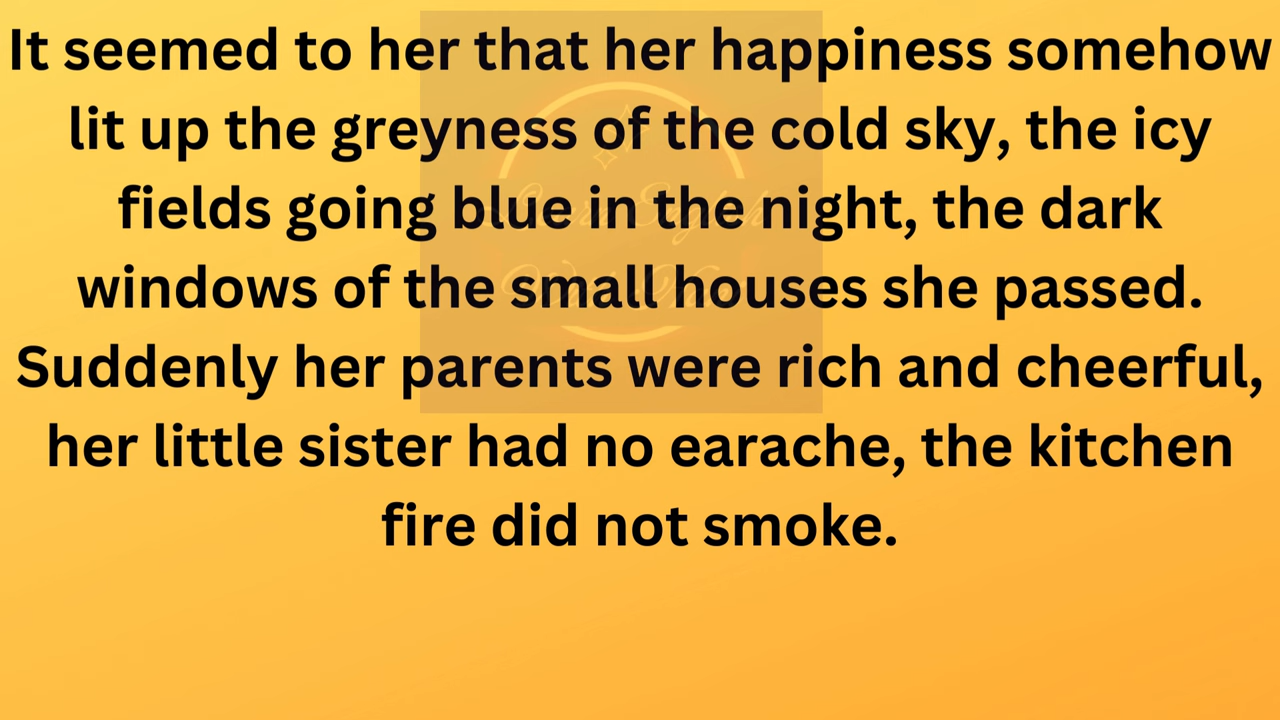 It seemed to her that her happiness somehow
lit up the greyness of the cold sky, the icy
fields going blue in the night, the dark
windows of the small houses she passed.
Suddenly her parents were rich and cheerful,
her little sister had no earache, the kitchen
fire did not smoke.